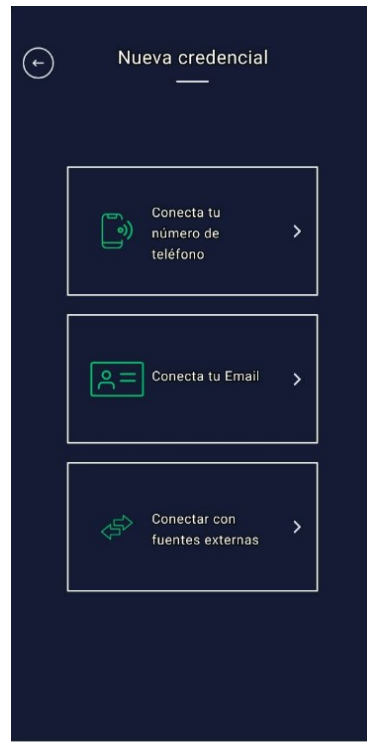 Nueva credencial
Conecta tu
número de
teléfono
Conecta tu Email
Conectar con
fuentes externas